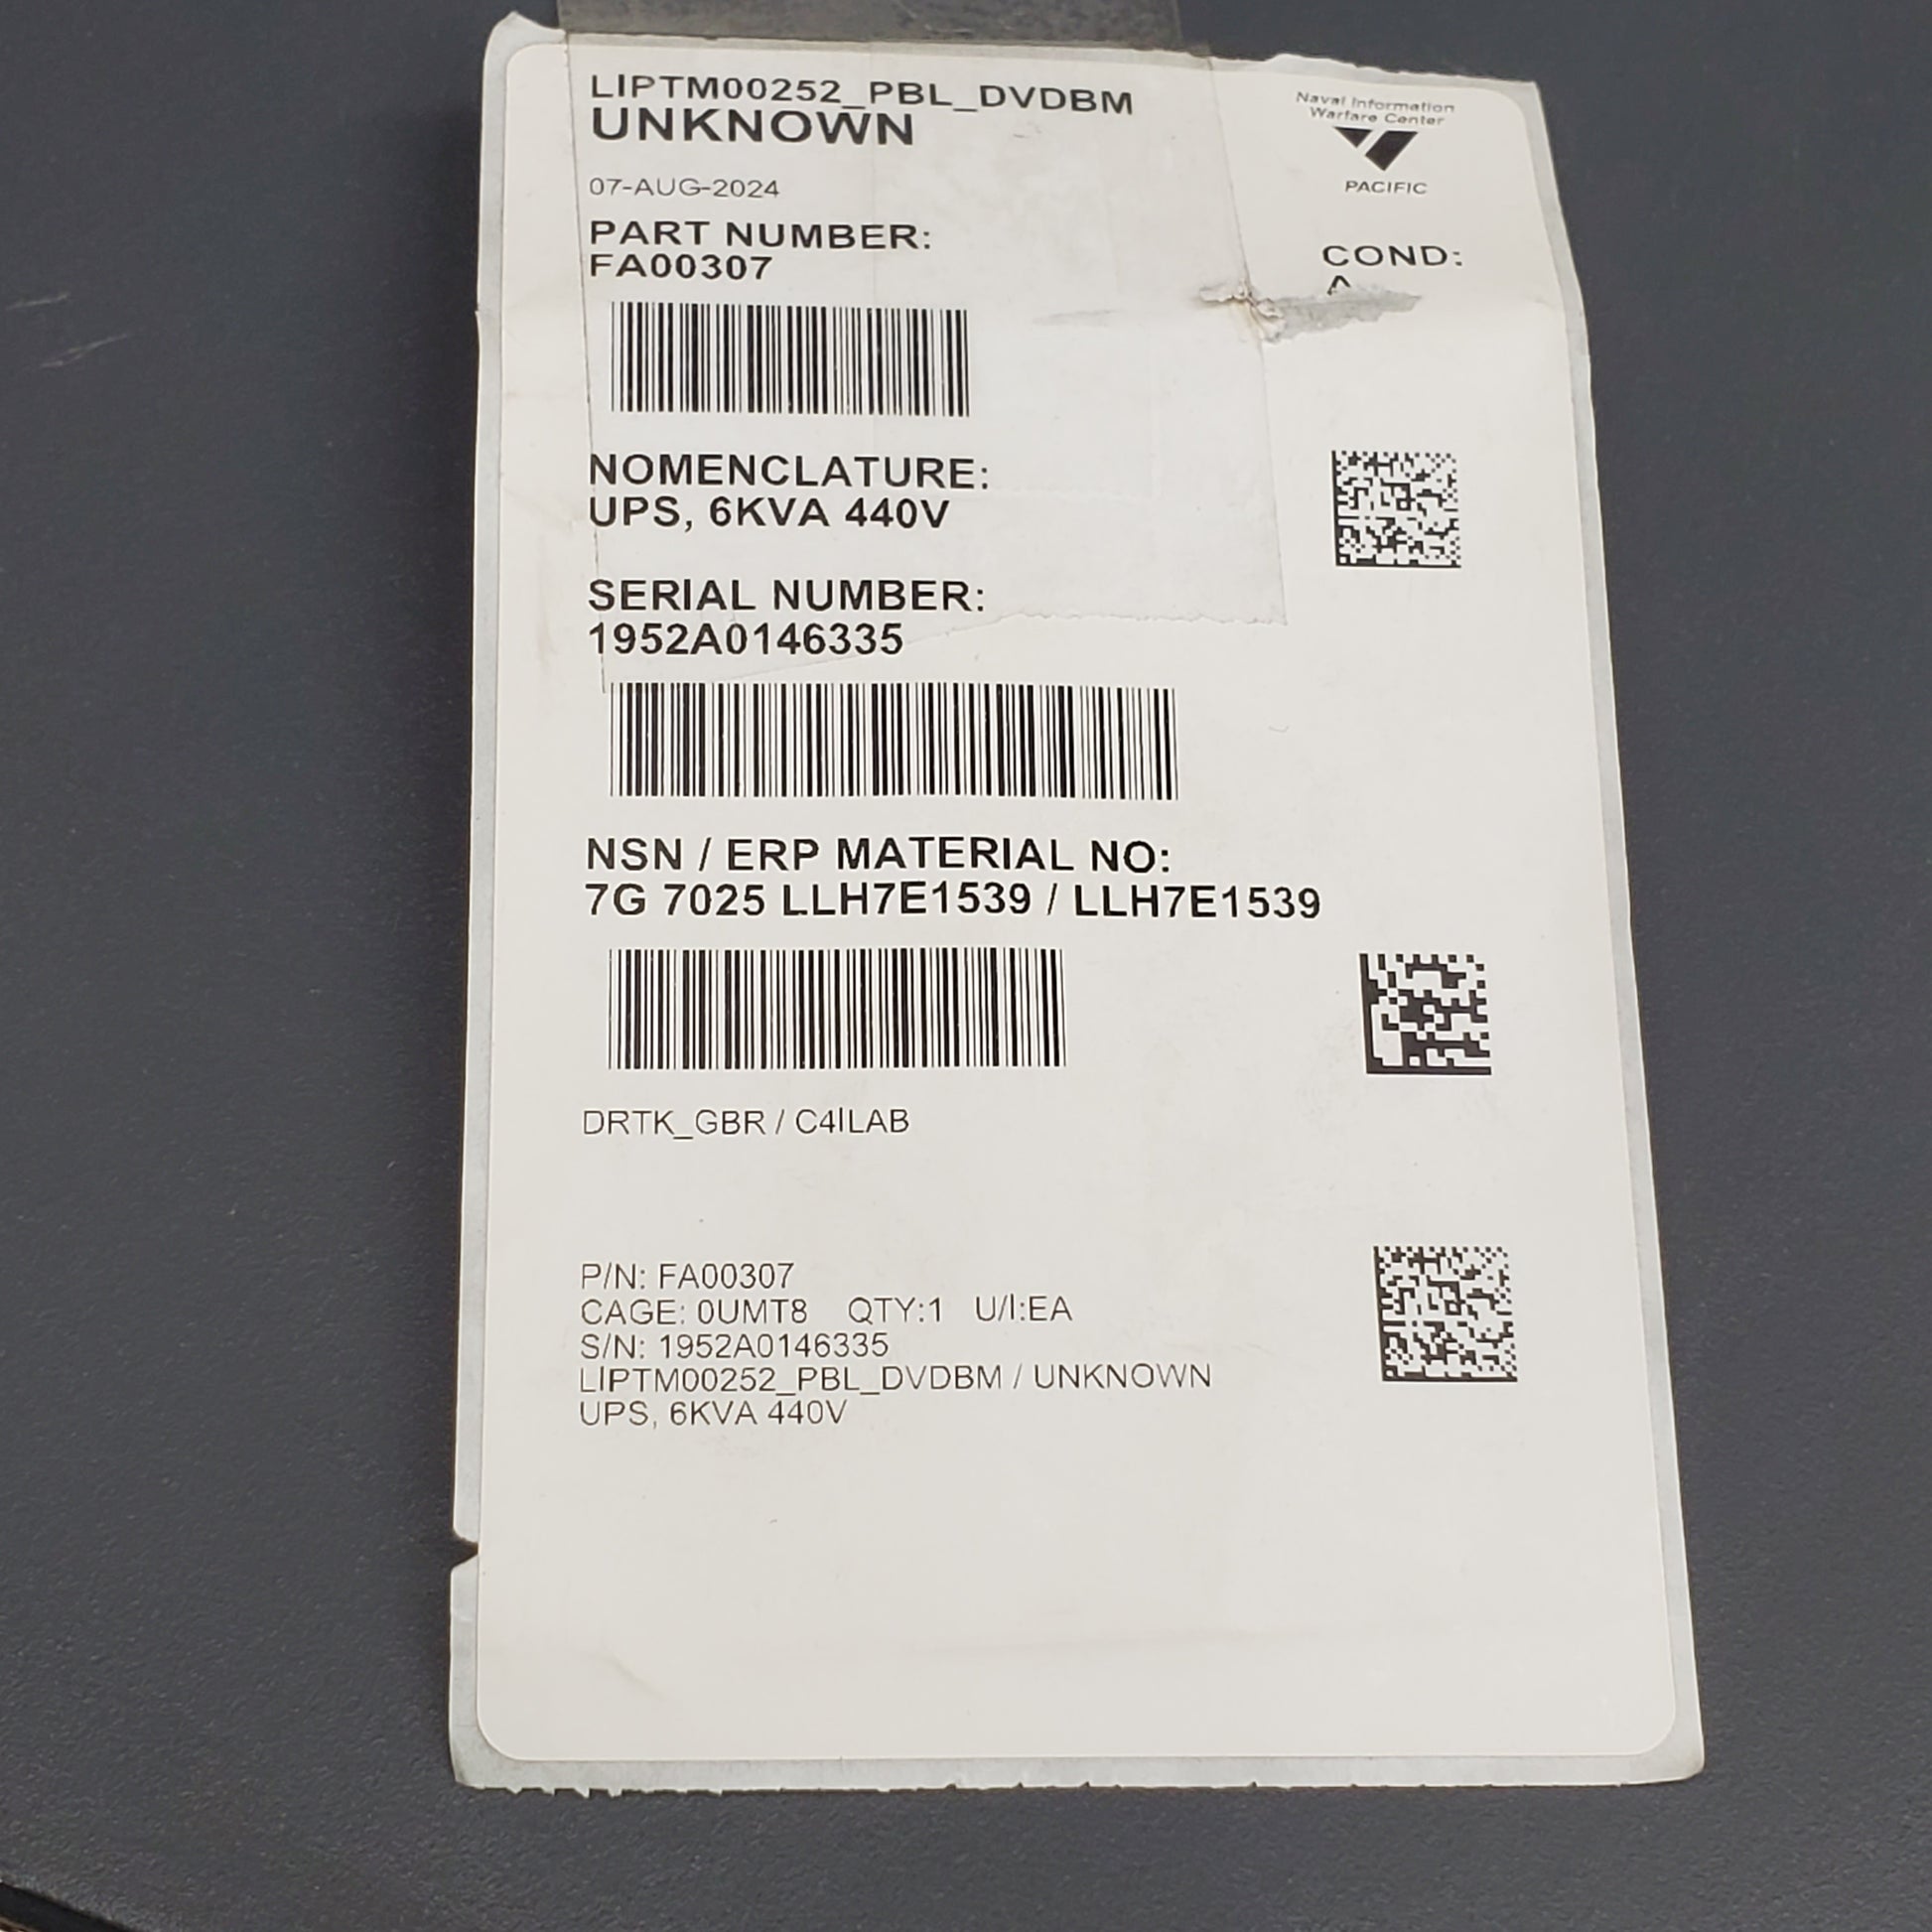 LIPTM00252_PBL_DVDBM
UNKNOWN
Naval Information
Warfare Center
PACIFIC
07-AUG-2024
PART NUMBER:
FA00307
COND:
A
NOMENCLATURE:
UPS, 6KVA 440V
SERIAL NUMBER:
1952A0146335
NSN / ERP MATERIAL NO:
7G 7025 LLH7E1539 / LLH7E1539
DRTK_GBR / C4ILAB
P/N: FA00307
CAGE: 0UMT8 QTY:1 U/I:EA
S/N: 1952A0146335
LIPTM00252_PBL_DVDBM / UNKNOWN
UPS, 6KVA 440V